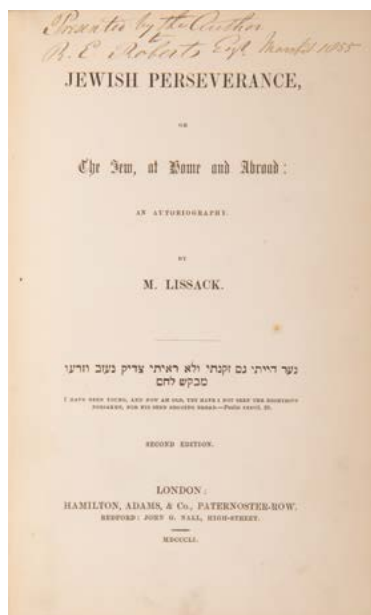 Presented by the Author
to
R. E. Roberts Esqr March 1855
JEWISH PERSEVERANCE,
OR
The Jew, at Home and Abroad:
AN AUTOBIOGRAPHY.
BY
M. LISSACK.
נער הייתי גם זקנתי ולא ראיתי צדיק נעזב וזרעו
מבקש לחם
I HAVE BEEN YOUNG, AND NOW AM OLD, YET HAVE I NOT SEEN THE RIGHTEOUS
FORSAKEN, NOR HIS SEED BEGGING BREAD.—Psalm xxxvii. 25.
SECOND EDITION.
LONDON:
HAMILTON, ADAMS, & Co., PATERNOSTER-ROW.
BEDFORD: JOHN G. NALL, HIGH-STREET.
MDCCCLI.